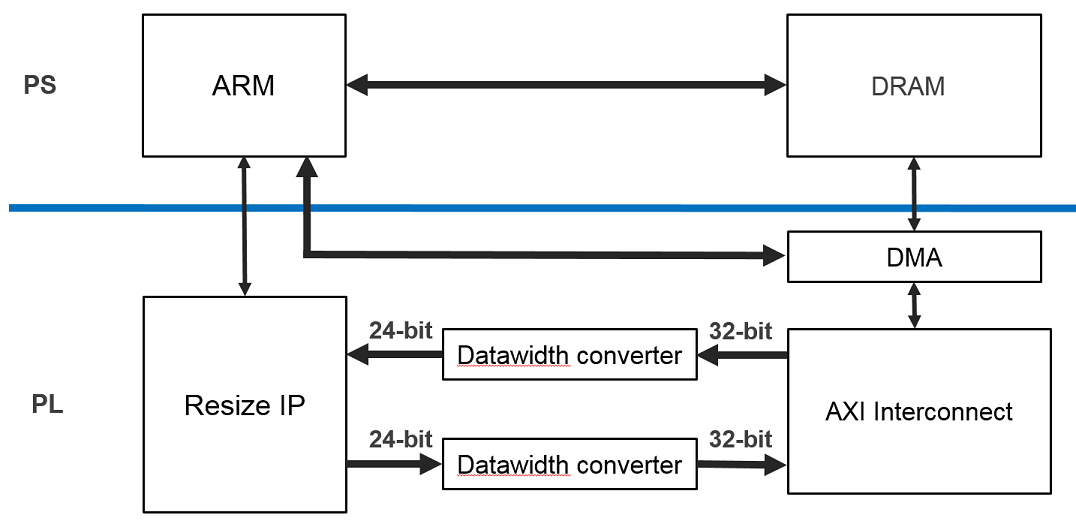 PS
ARM
DRAM
DMA
24-bit
32-bit
Datawidth converter
PL
Resize IP
AXI Interconnect
24-bit
32-bit
Datawidth converter